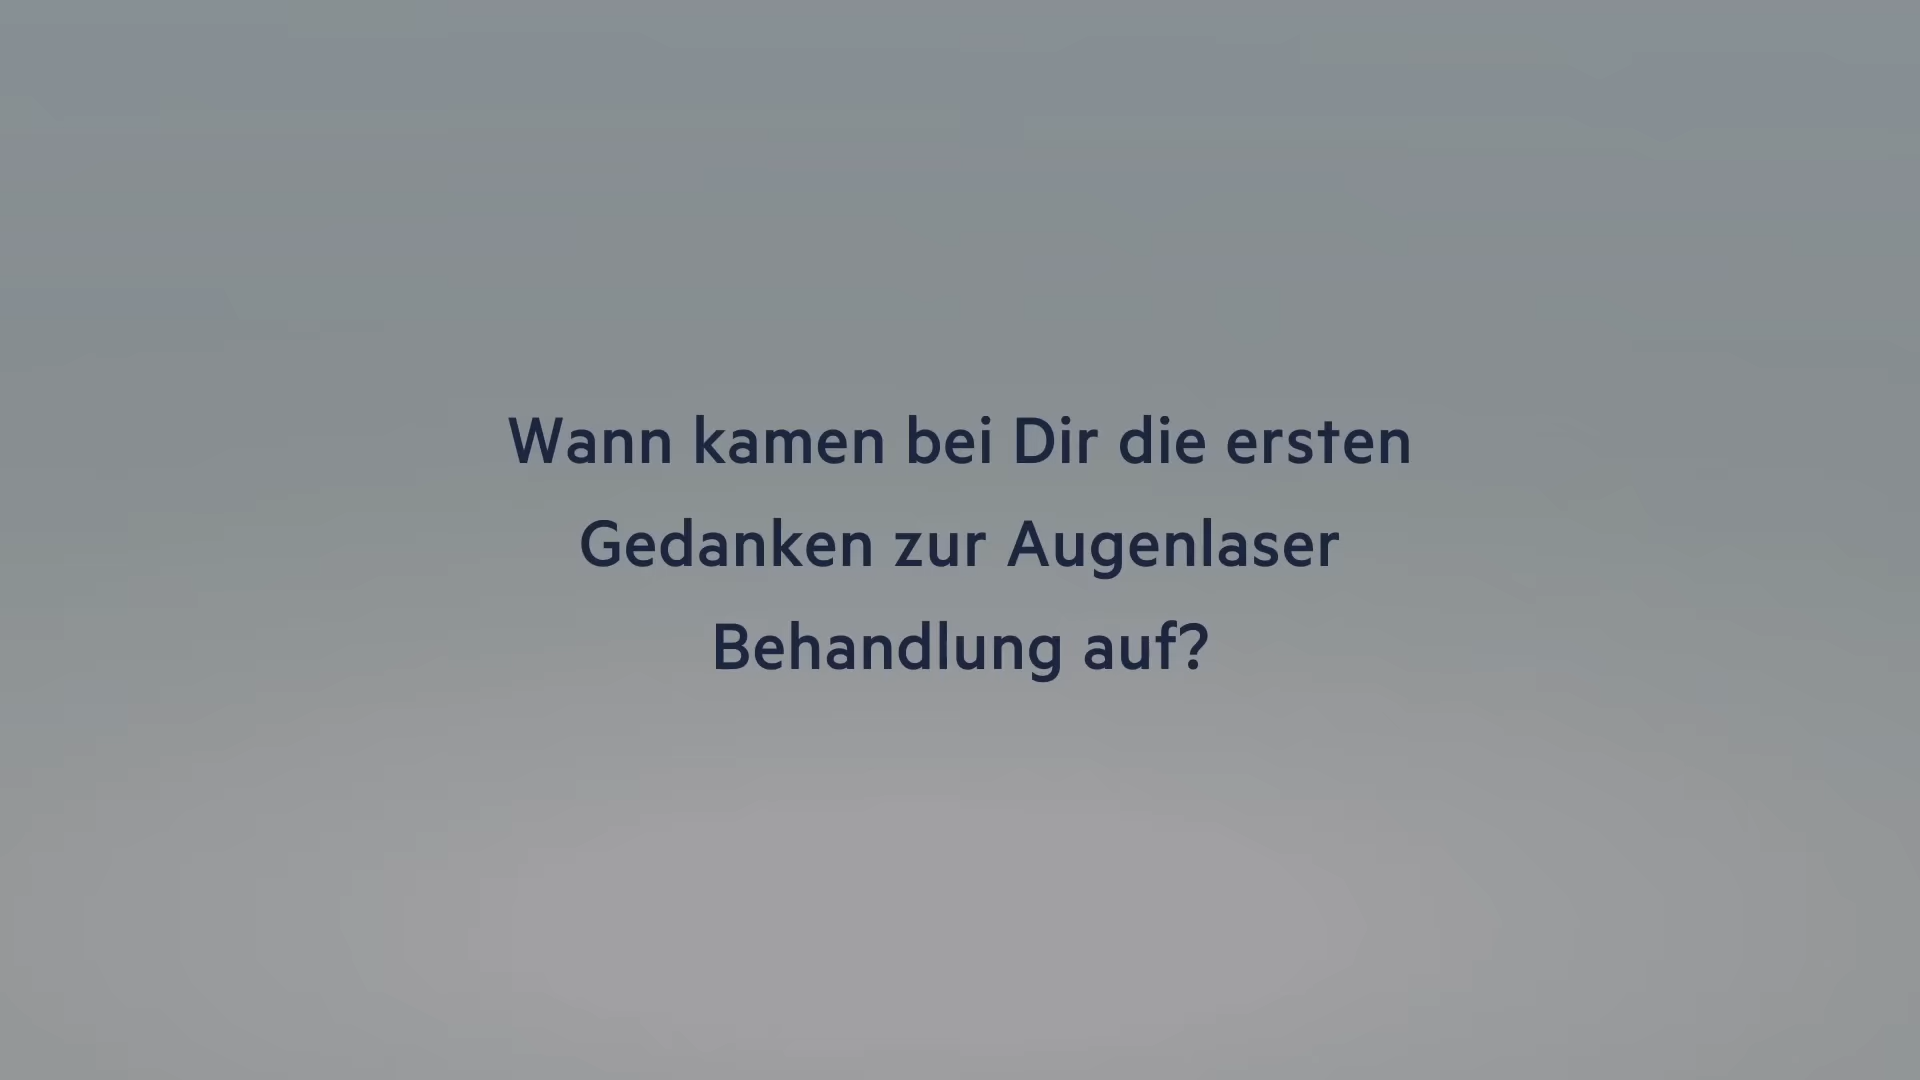 Wann kamen bei Dir die ersten
Gedanken zur Augenlaser
Behandlung auf?